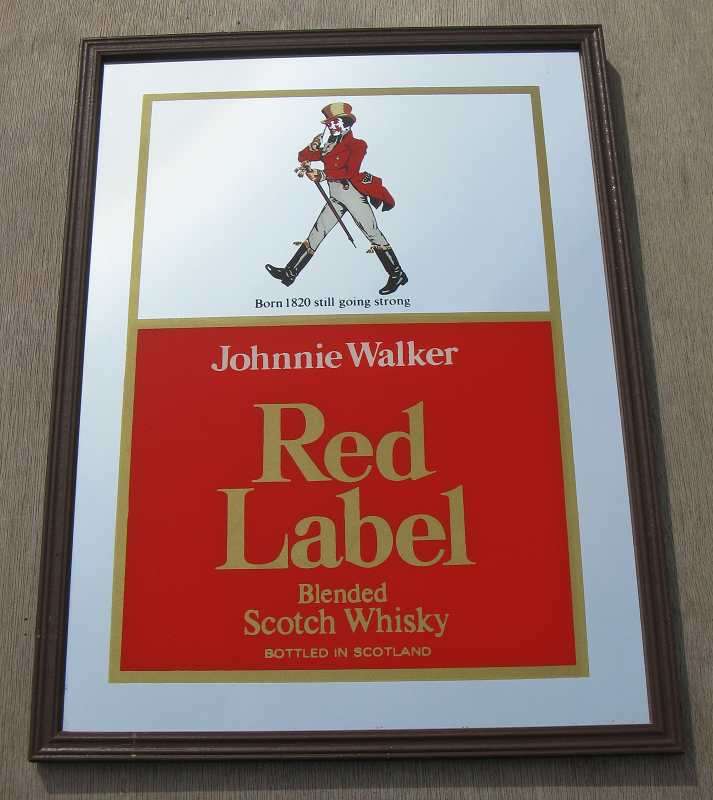 Born 1820 still going strong
Johnnie Walker
Red
Label
Blended
Scotch Whisky
BOTTLED IN SCOTLAND